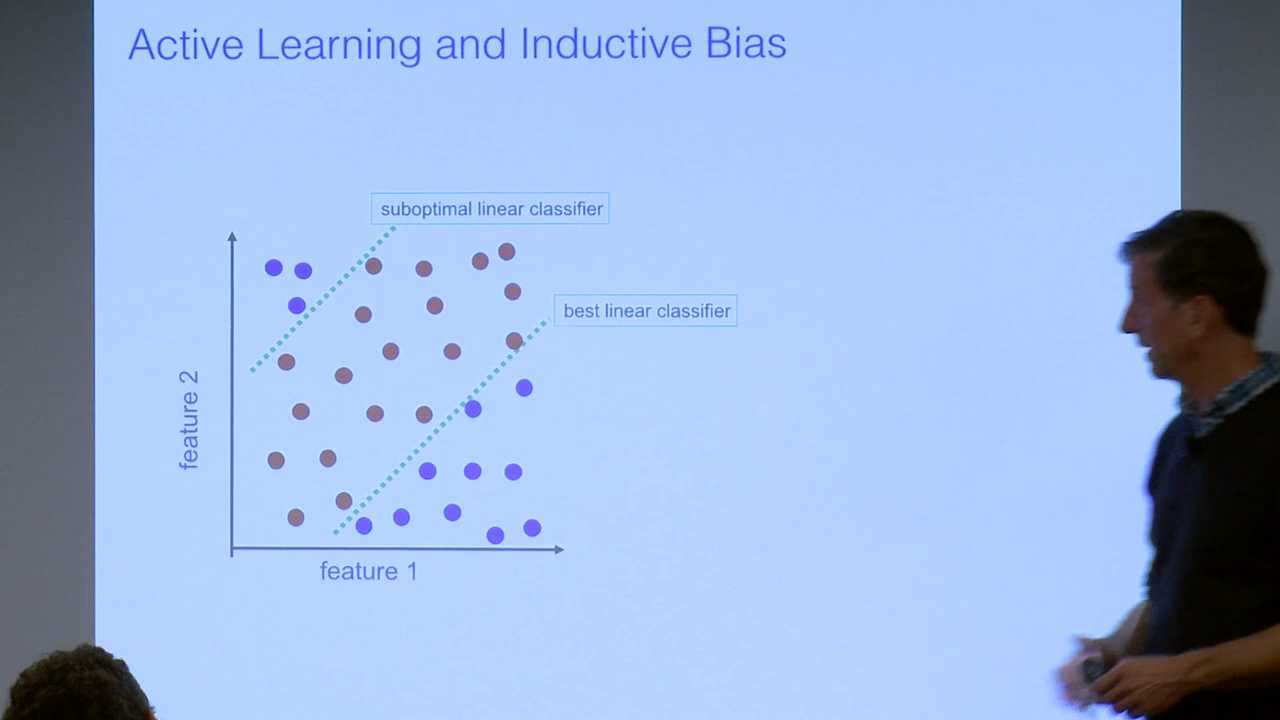 Active Learning and Inductive Bias
suboptimal linear classifier
best linear classifier
feature 2
feature 1